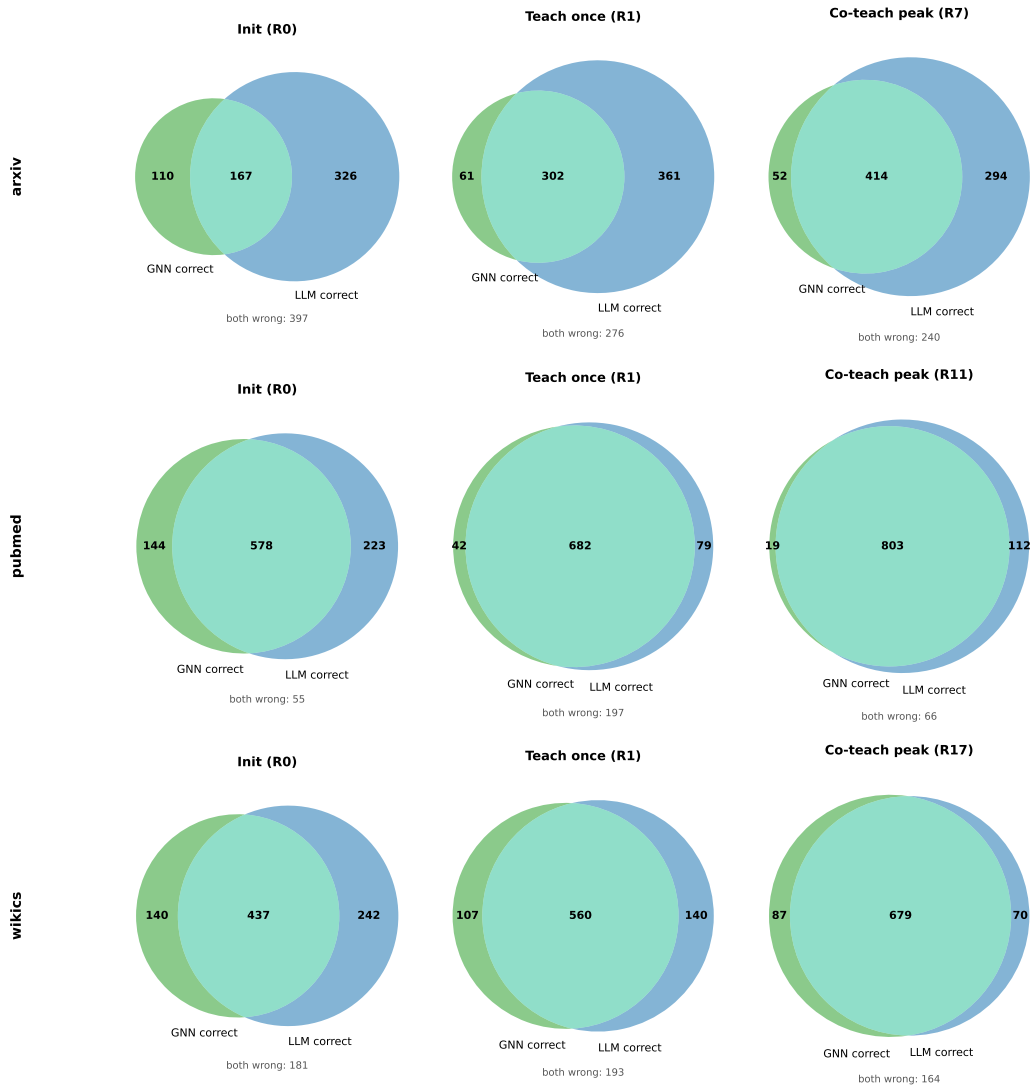 Init (R0)
Teach once (R1)
Co-teach peak (R7)
arxiv
110 167 326
GNN correct
LLM correct
both wrong: 397
61 302 361
GNN correct
LLM correct
both wrong: 276
52 414 294
GNN correct
LLM correct
both wrong: 240
Init (R0)
Teach once (R1)
Co-teach peak (R11)
pubmed
144 578 223
GNN correct
LLM correct
both wrong: 55
42 682 79
GNN correct
LLM correct
both wrong: 197
19 803 112
GNN correct
LLM correct
both wrong: 66
Init (R0)
Teach once (R1)
Co-teach peak (R17)
wikics
140 437 242
GNN correct
LLM correct
both wrong: 181
107 560 140
GNN correct
LLM correct
both wrong: 193
87 679 70
GNN correct
LLM correct
both wrong: 164